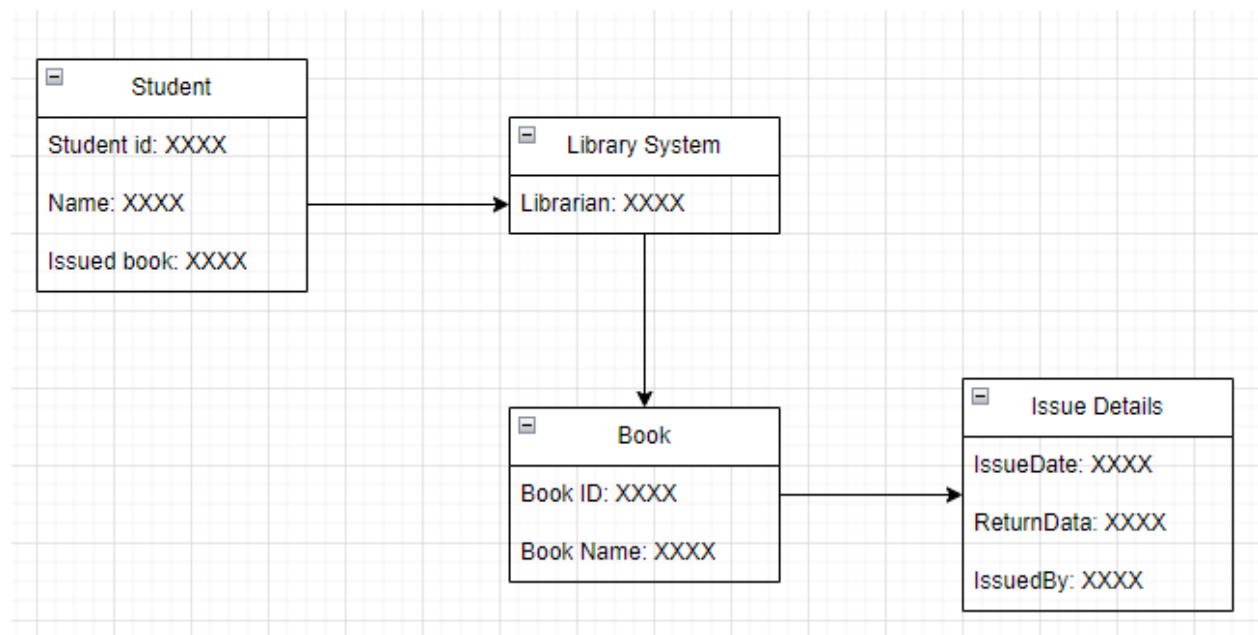 Student
Student id: XXXX
Name: XXXX
Issued book: XXXX
Library System
Librarian: XXXX
Book
Book ID: XXXX
Book Name: XXXX
Issue Details
IssueDate: XXXX
ReturnData: XXXX
IssuedBy: XXXX